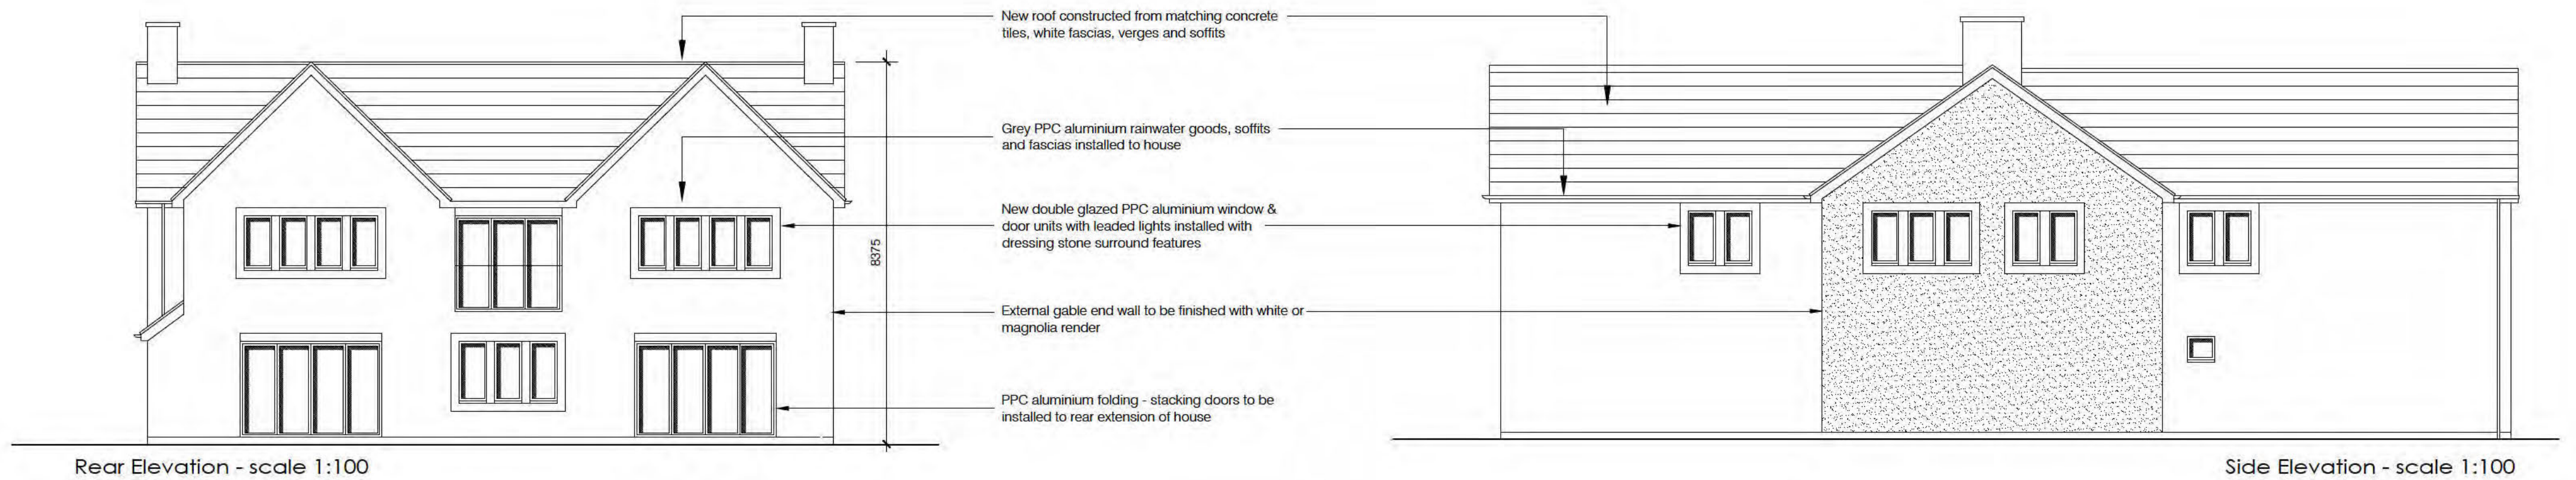 New roof constructed from matching concrete
tiles, white fascias, verges and soffits
Grey PPC aluminium rainwater goods, soffits
and fascias installed to house
New double glazed PPC aluminium window &
door units with leaded lights installed with
dressing stone surround features
8375
External gable end wall to be finished with white or
magnolia render
PPC aluminium folding - stacking doors to be
installed to rear extension of house
Rear Elevation - scale 1:100
Side Elevation - scale 1:100